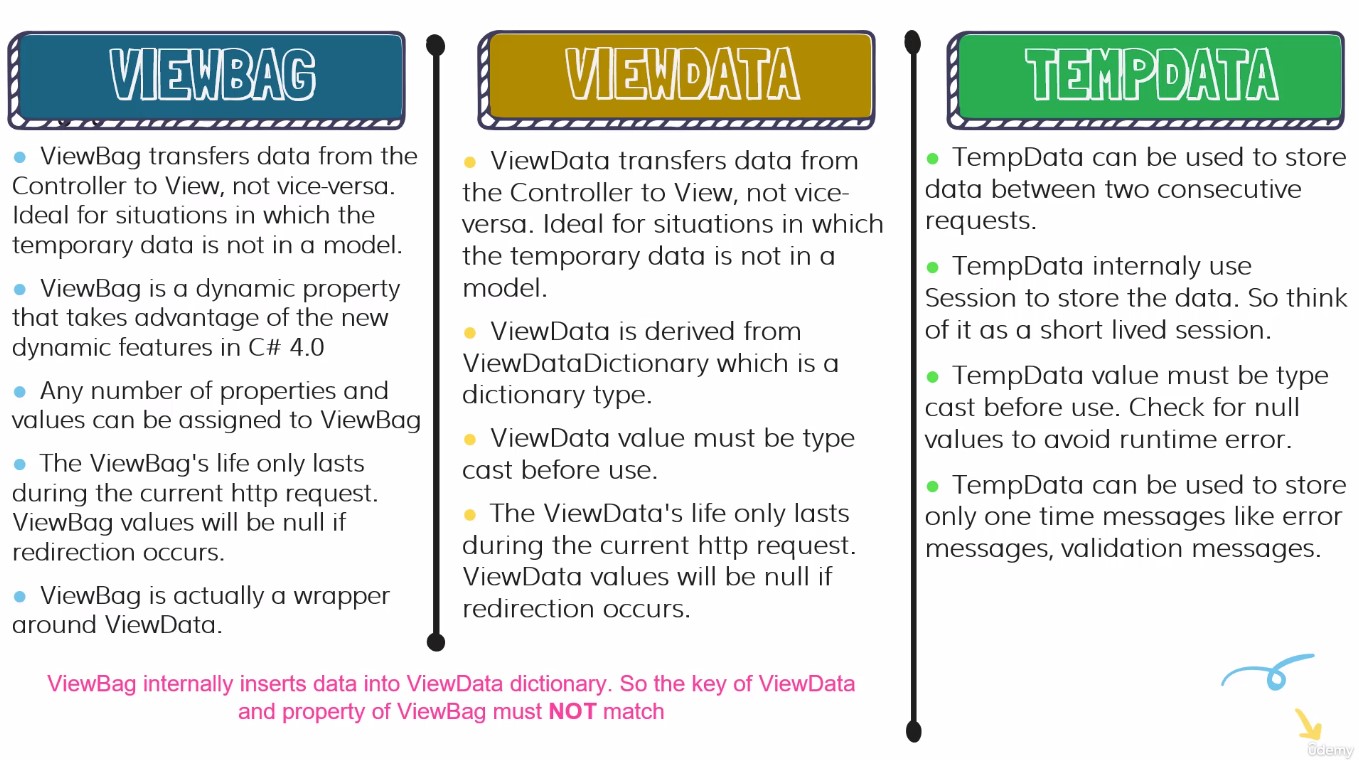 VIEWBAG
● ViewBag transfers data from the
Controller to View, not vice-versa.
Ideal for situations in which the
temporary data is not in a model.
● ViewBag is a dynamic property
that takes advantage of the new
dynamic features in C# 4.0
● Any number of properties and
values can be assigned to ViewBag
● The ViewBag's life only lasts
during the current http request.
ViewBag values will be null if
redirection occurs.
● ViewBag is actually a wrapper
around ViewData.
VIEWDATA
● ViewData transfers data from
the Controller to View, not vice-
versa. Ideal for situations in which
the temporary data is not in a
model.
● ViewData is derived from
ViewDataDictionary which is a
dictionary type.
● ViewData value must be type
cast before use.
● The ViewData's life only lasts
during the current http request.
ViewData values will be null if
redirection occurs.
ViewBag internally inserts data into ViewData dictionary. So the key of ViewData
and property of ViewBag must NOT match
TEMPDATA
● TempData can be used to store
data between two consecutive
requests.
● TempData internaly use
Session to store the data. So think
of it as a short lived session.
● TempData value must be type
cast before use. Check for null
values to avoid runtime error.
● TempData can be used to store
only one time messages like error
messages, validation messages.
ûdemy